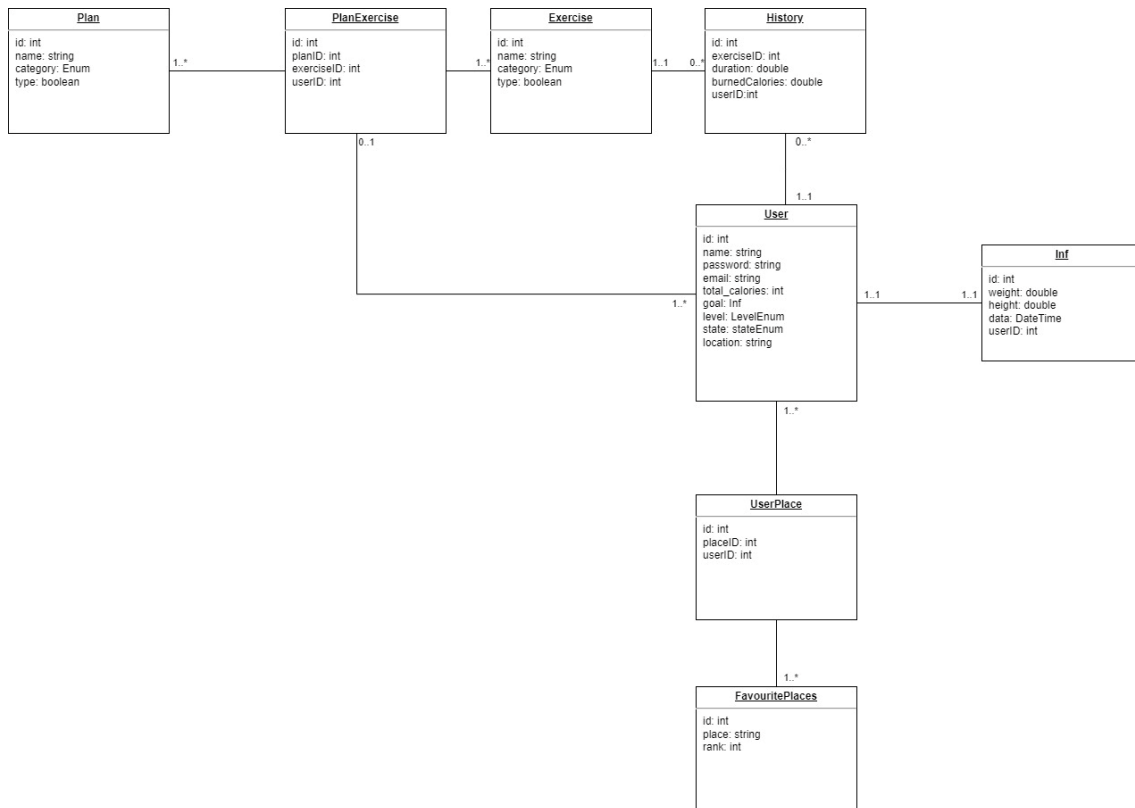 Plan
id: int
name: string
category: Enum
type: boolean
1..*
PlanExercise
id: int
planID: int
exerciseID: int
userID: int
1..*
0..1
Exercise
id: int
name: string
category: Enum
type: boolean
1..1
0..*
History
id: int
exerciseID: int
duration: double
burnedCalories: double
userID:int
0..*
1..1
User
id: int
name: string
password: string
email: string
total_calories: int
goal: Inf
level: LevelEnum
state: stateEnum
location: string
1..*
1..1
1..1
Inf
id: int
weight: double
height: double
data: DateTime
userID: int
1..*
UserPlace
id: int
placeID: int
userID: int
1..*
FavouritePlaces
id: int
place: string
rank: int